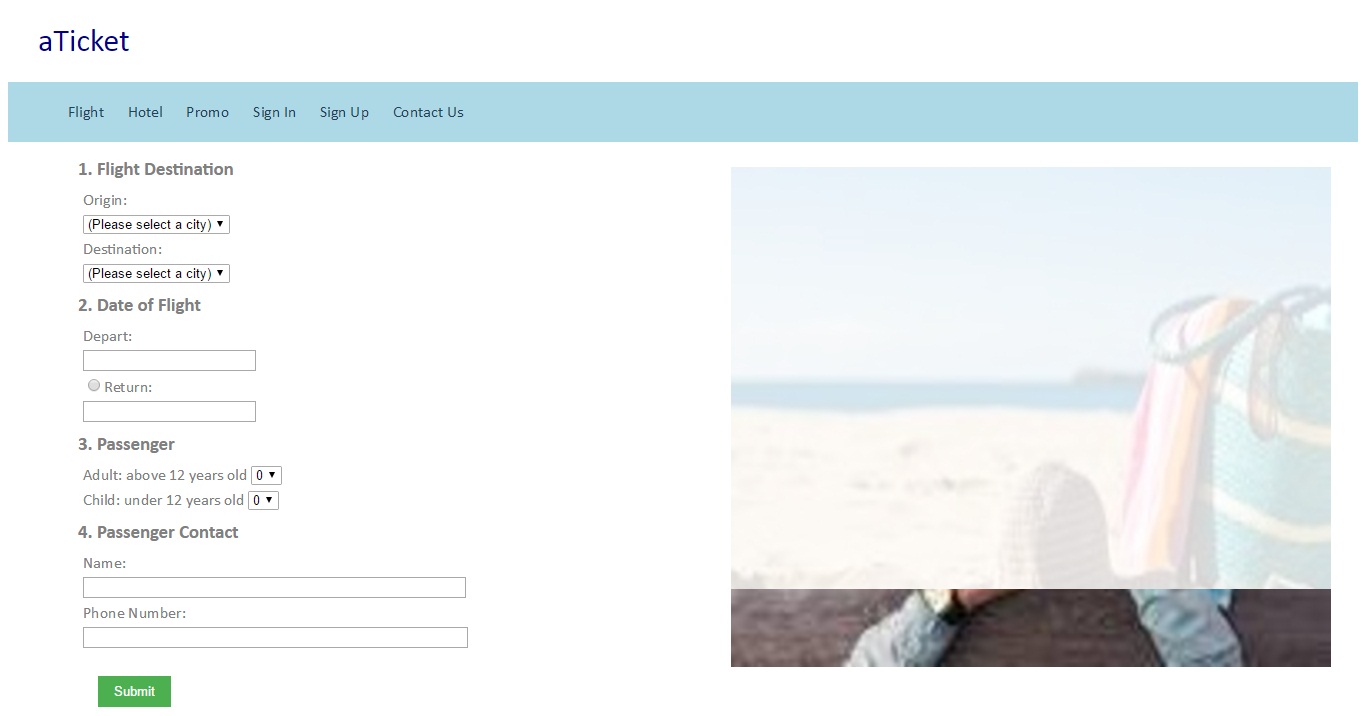 aTicket
Flight Hotel Promo Sign In Sign Up Contact Us
1. Flight Destination
Origin:
(Please select a city)
Destination:
(Please select a city)
2. Date of Flight
Depart:
Return:
3. Passenger
Adult: above 12 years old 0
Child: under 12 years old 0
4. Passenger Contact
Name:
Phone Number:
Submit